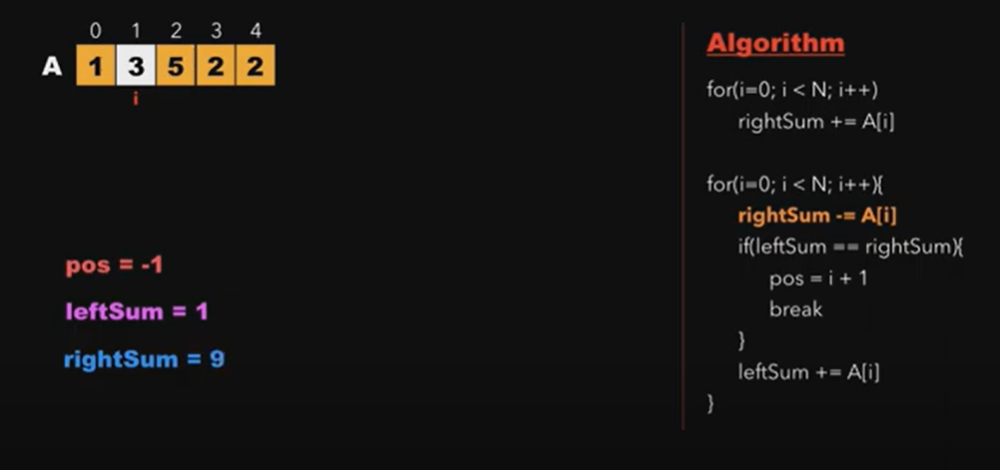 0 1 2 3 4
A 1 3 5 2 2
i
pos = -1
leftSum = 1
rightSum = 9
Algorithm
for(i=0; i < N; i++)
rightSum += A[i]
for(i=0; i < N; i++){
rightSum -= A[i]
if(leftSum == rightSum){
pos = i + 1
break
}
leftSum += A[i]
}